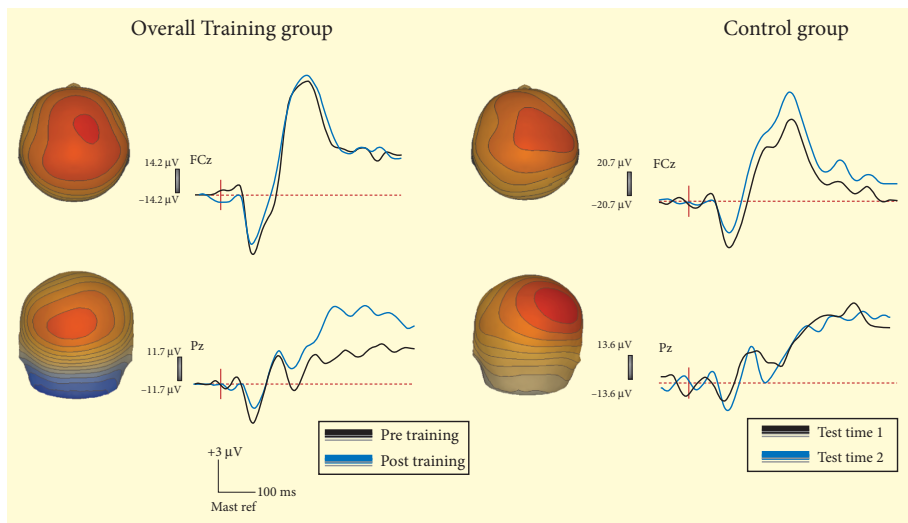 Overall Training group
Control group
14.2 μV
FCz
−14.2 μV
20.7 μV
FCz
−20.7 μV
11.7 μV
Pz
−11.7 μV
13.6 μV
Pz
−13.6 μV
Pre training
Post training
Test time 1
Test time 2
+3 μV
100 ms
Mast ref